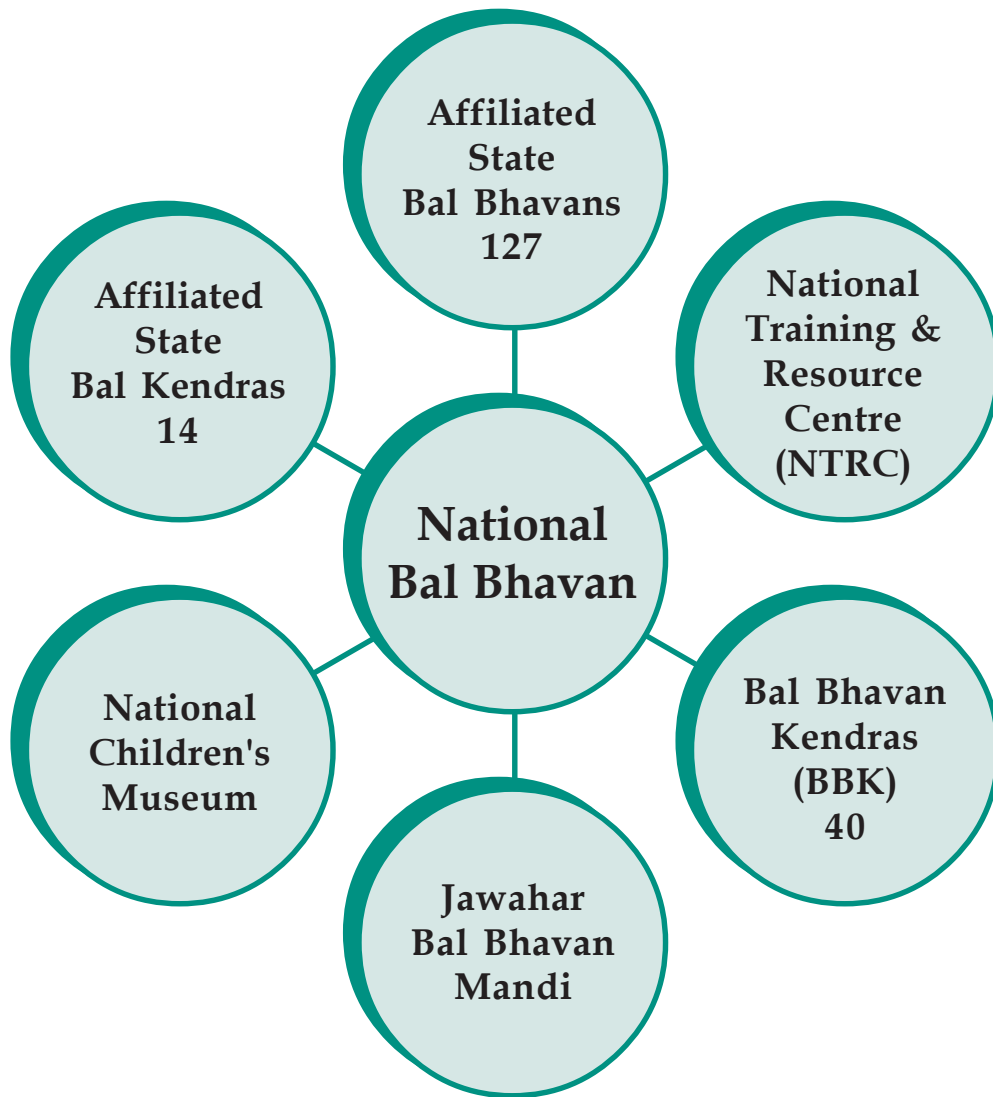 Affiliated
State
Bal Bhavans
127
Affiliated
State
Bal Kendras
14
National
Training &
Resource
Centre
(NTRC)
National
Bal Bhavan
National
Children's
Museum
Bal Bhavan
Kendras
(BBK)
40
Jawahar
Bal Bhavan
Mandi